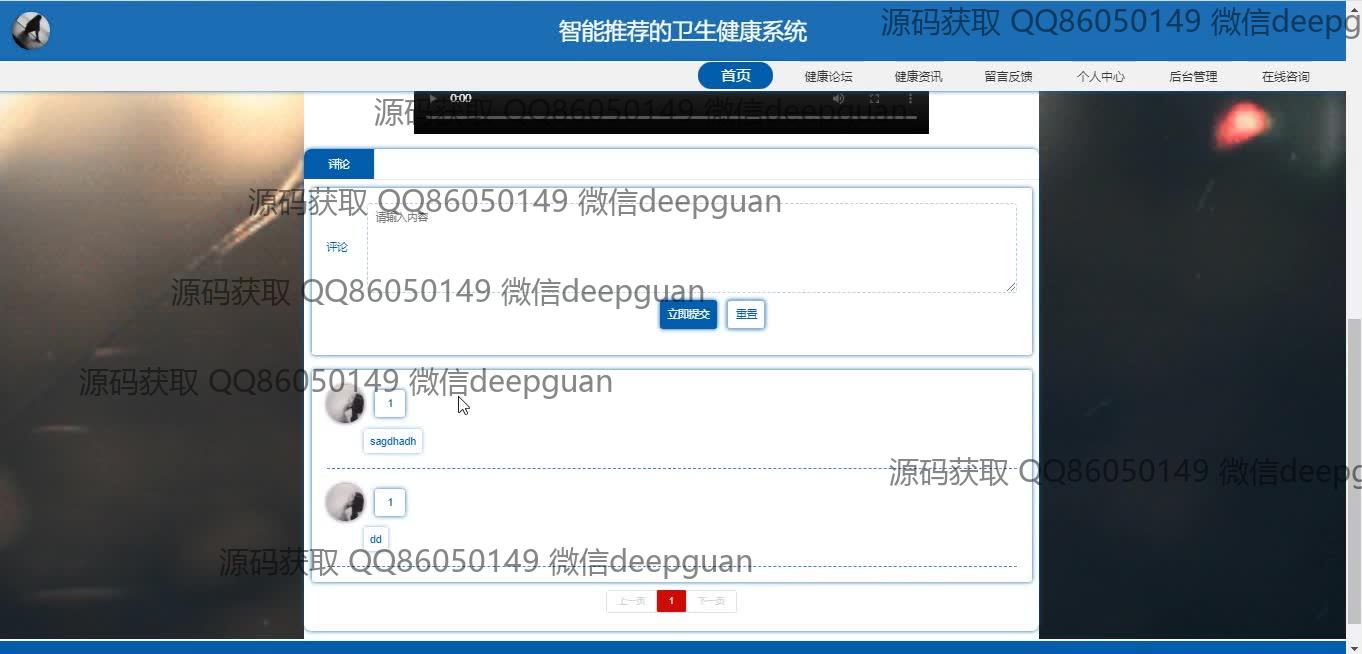 智能推荐的卫生健康系统
源码获取 QQ86050149 微信deepg
首页 健康论坛 健康资讯 留言反馈 个人中心 后台管理 在线咨询
0:00
源码获取 QQ86050149 微信deepguan
评论
源码获取 QQ86050149 微信deepguan
请输入内容
评论
源码获取 QQ86050149 微信deepguan
立即提交 重置
源码获取 QQ86050149 微信deepguan
1
sagdhadh
源码获取 QQ86050149 微信deepg
1
dd
源码获取 QQ86050149 微信deepguan
上一页 1 下一页